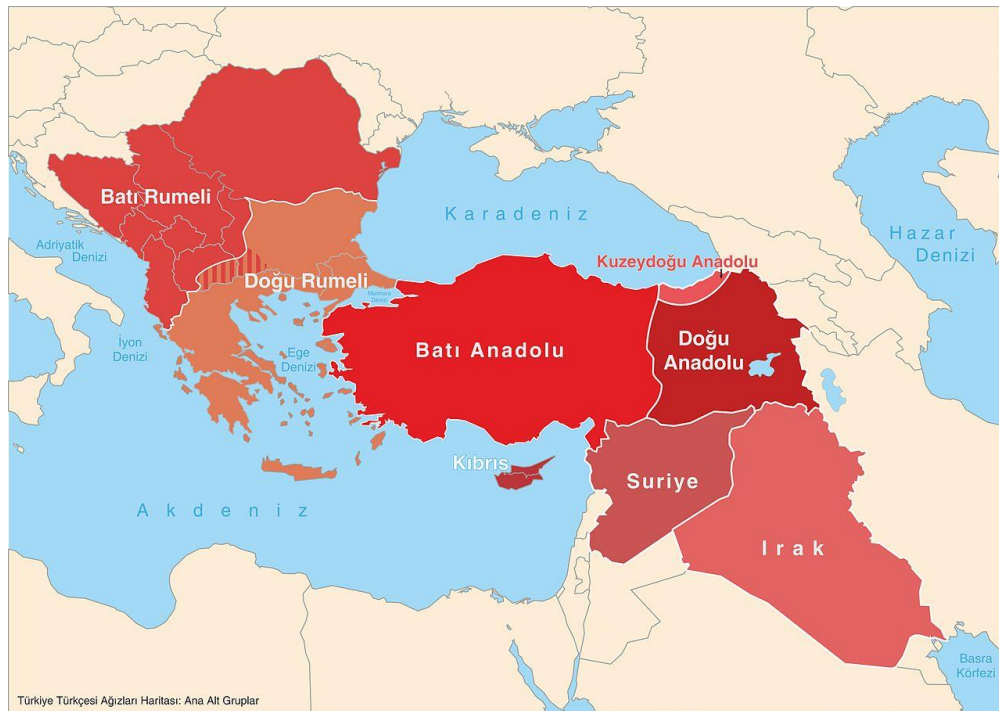 Batı Rumeli
Karadeniz
Adriyatik
Denizi
Hazar
Denizi
Kuzeydoğu Anadolu
Doğu Rumeli
Marmara
Denizi
İyon
Denizi
Ege
Denizi
Batı Anadolu
Doğu
Anadolu
Kıbrıs
Suriye
Akdeniz
Irak
Basra
Körfezi
Türkiye Türkçesi Ağızları Haritası: Ana Alt Gruplar